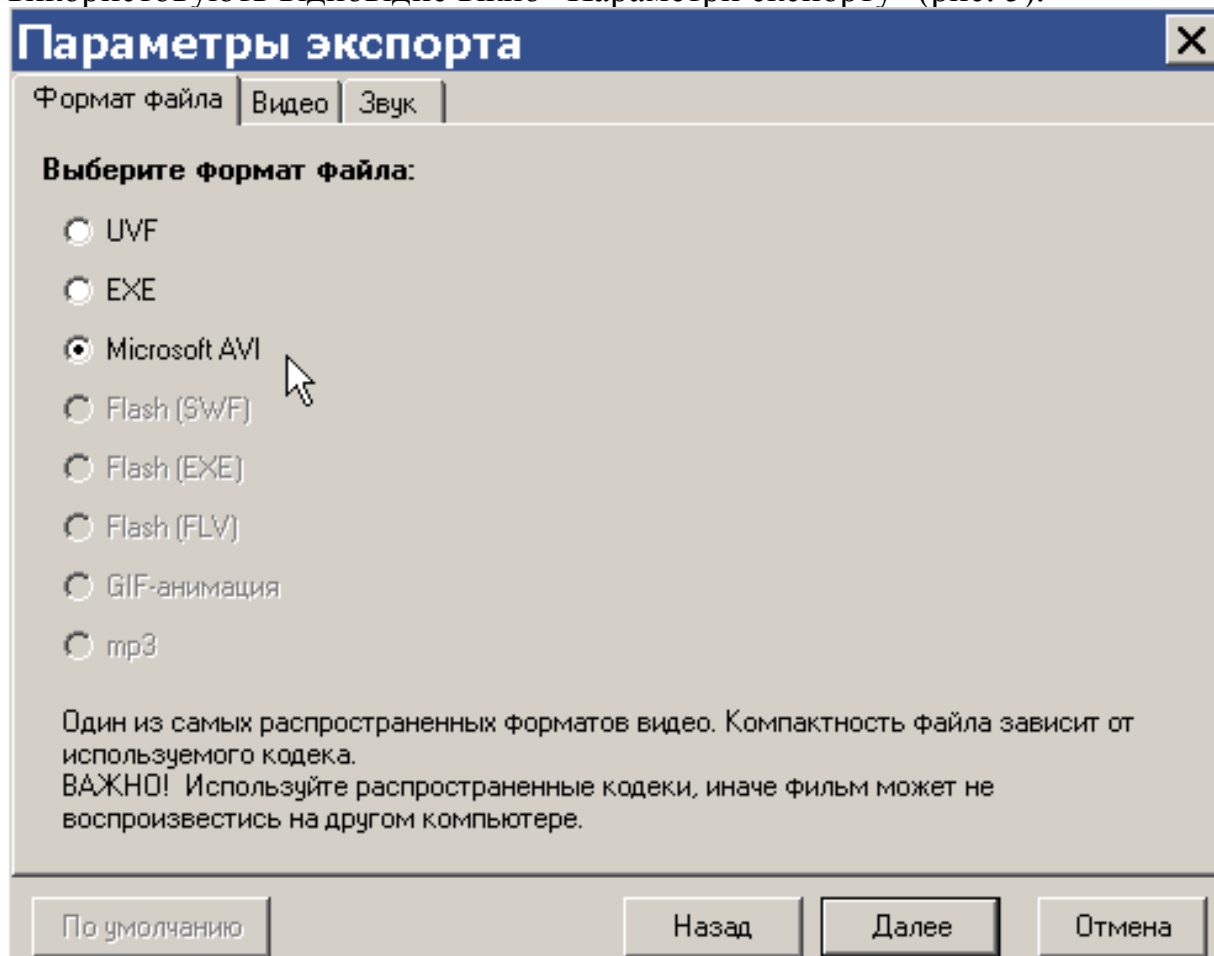 Параметры экспорта
Формат файла Видео Звук
Выберите формат файла:
UVF
EXE
Microsoft AVI
Flash (SWF)
Flash (EXE)
Flash (FLV)
GIF-анимация
mp3
Один из самых распространенных форматов видео. Компактность файла зависит от
используемого кодека.
ВАЖНО! Используйте распространенные кодеки, иначе фильм может не
воспроизвестись на другом компьютере.
По умолчанию Назад Далее Отмена